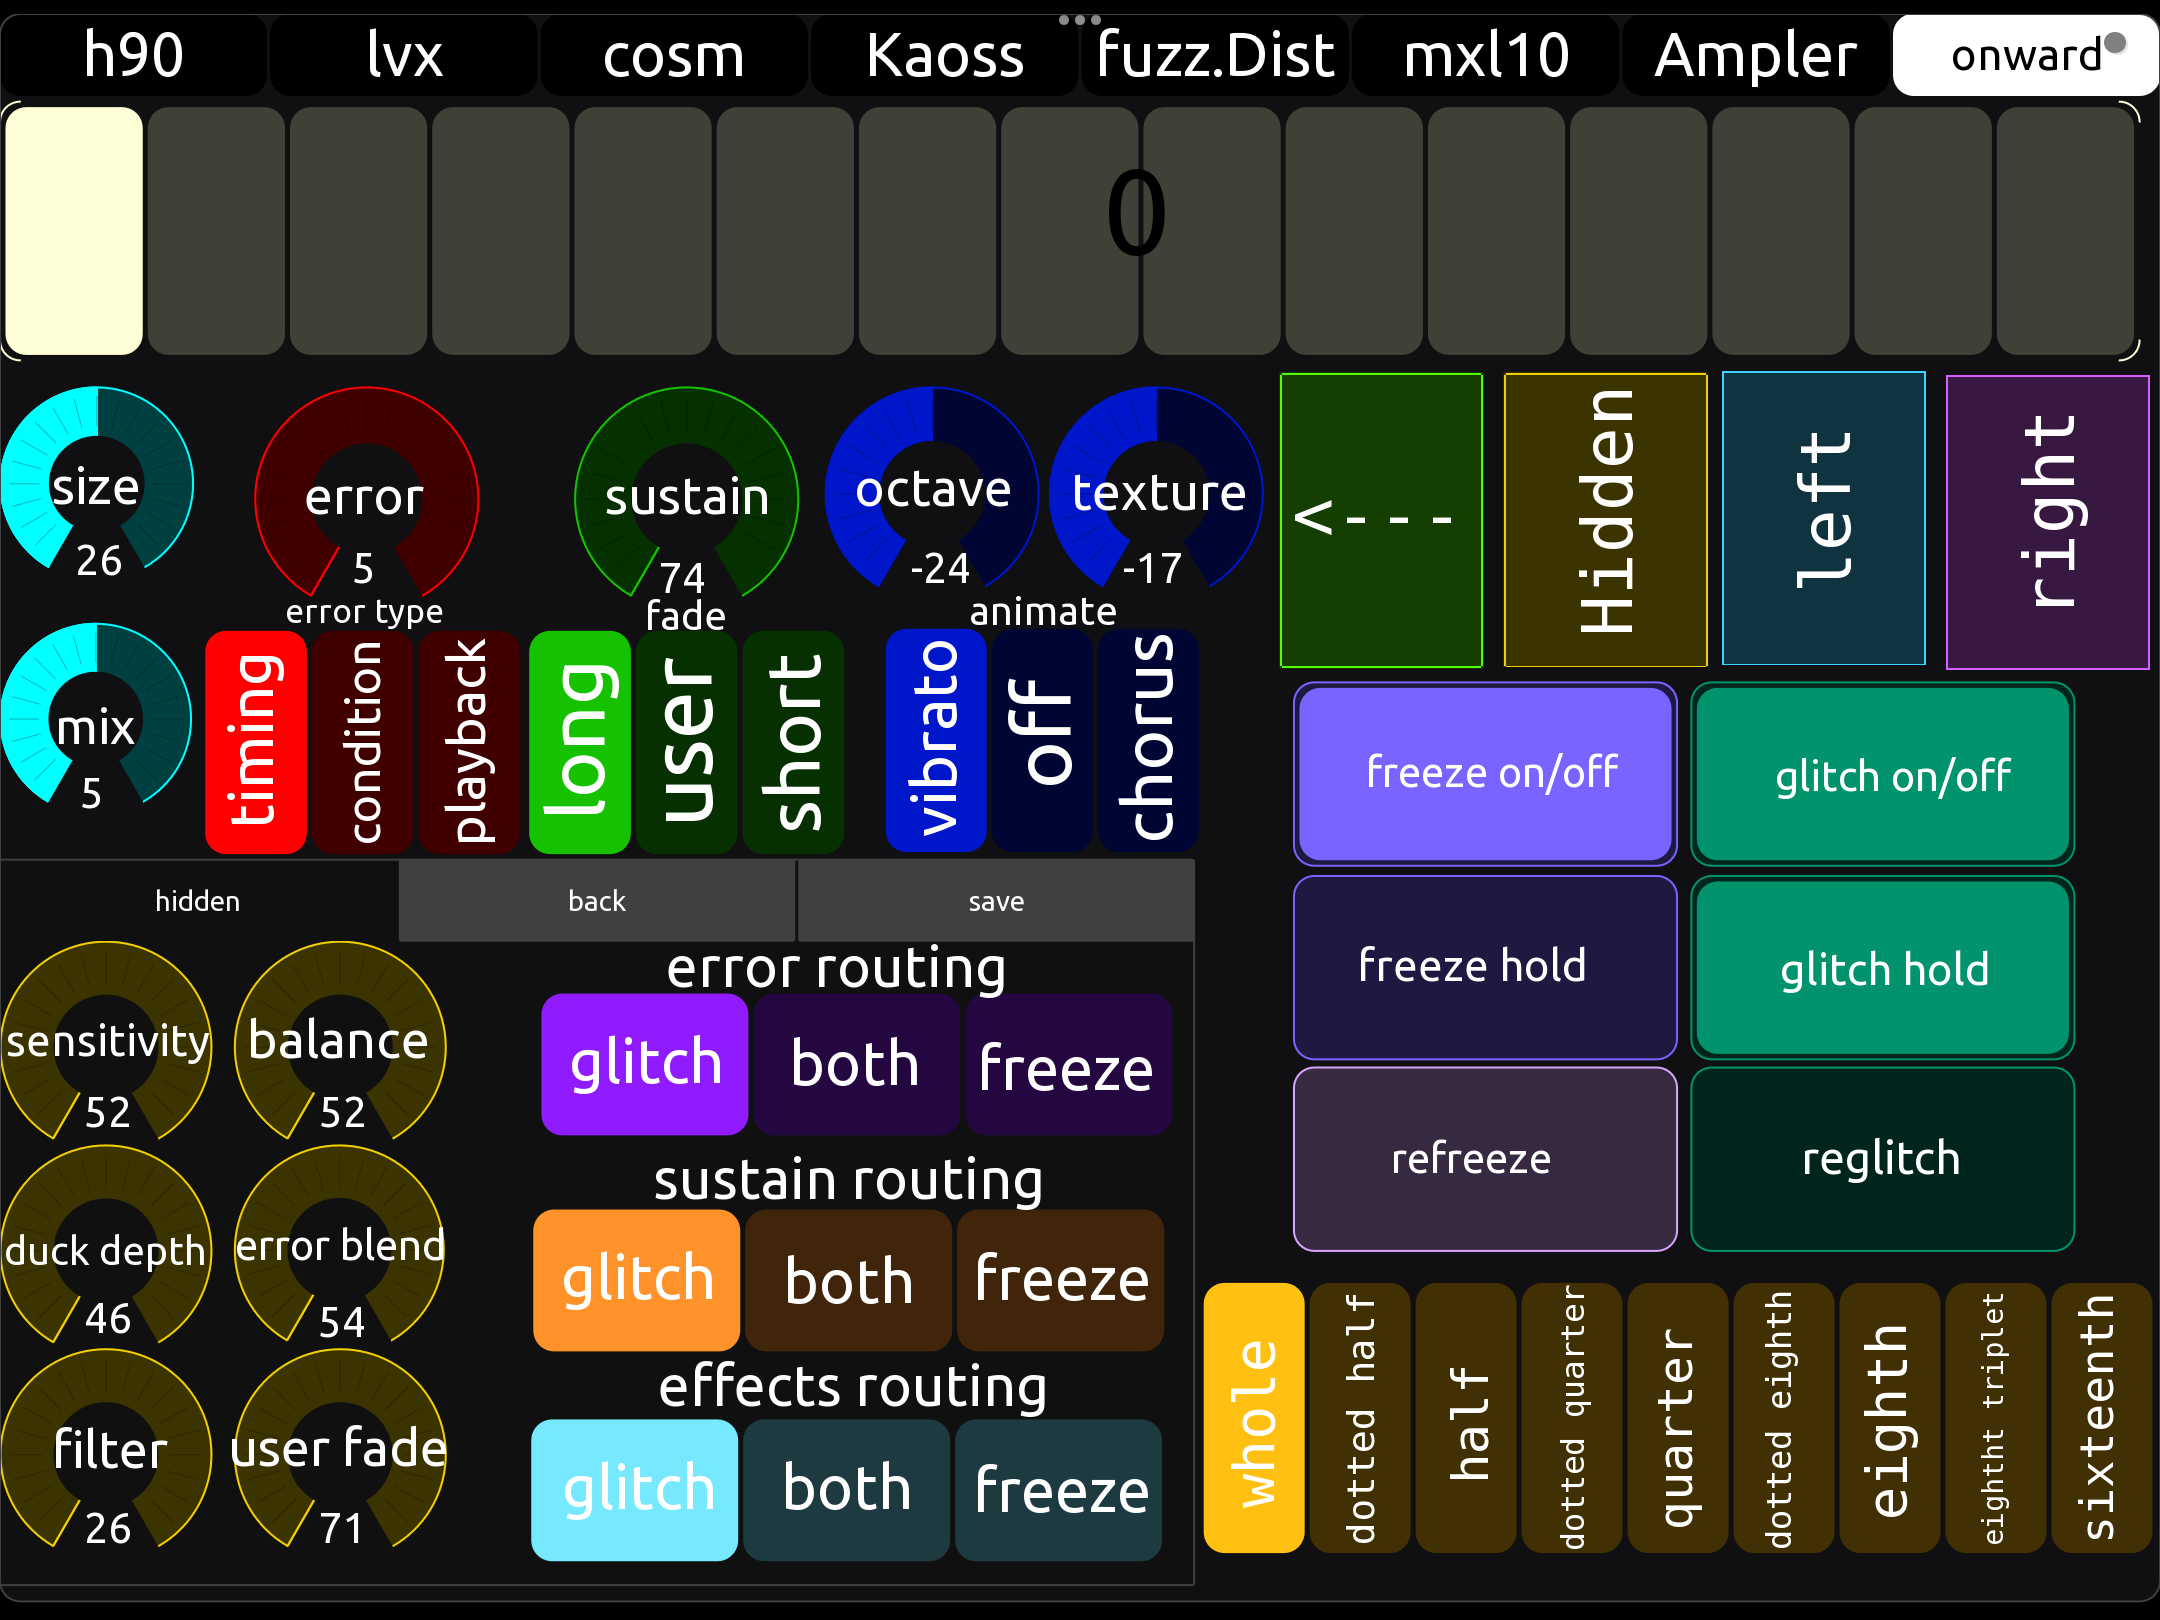 h90 lvx cosm Kaoss fuzz.Dist mxl10 Ampler onward
0
size
26
error
5
sustain
74
octave
-24
texture
-17
<---
Hidden
left
right
mix
5
error type
timing condition playback
fade
long user short
animate
vibrato off chorus
freeze on/off
glitch on/off
freeze hold
glitch hold
refreeze
reglitch
hidden back save
sensitivity
52
balance
52
duck depth
46
error blend
54
filter
26
user fade
71
error routing
glitch both freeze
sustain routing
glitch both freeze
effects routing
glitch both freeze
whole
dotted half
half
dotted quarter
quarter
dotted eighth
eighth
eightht triplet
sixteenth